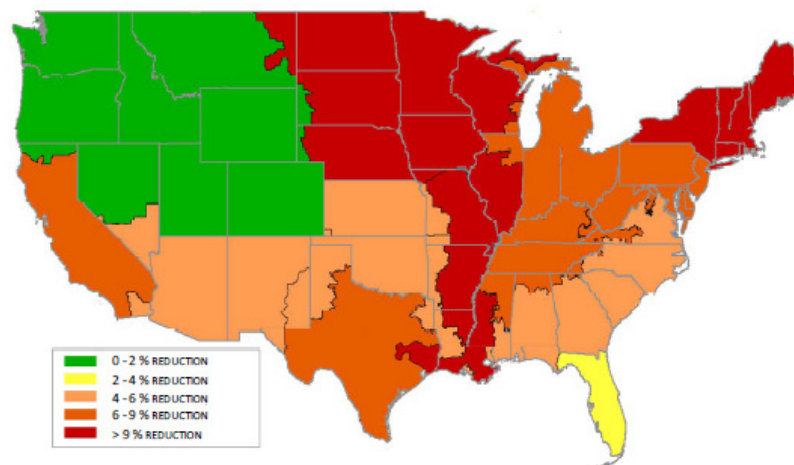 0 - 2 % REDUCTION
2 - 4 % REDUCTION
4 - 6 % REDUCTION
6 - 9 % REDUCTION
> 9 % REDUCTION